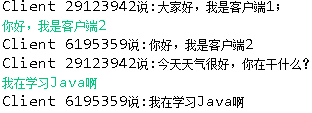 Client 29123942说:大家好，我是客户端1;
你好，我是客户端2
Client 6195359说:你好，我是客户端2
Client 29123942说:今天天气很好，你在干什么?
我在学习Java啊
Client 6195359说:我在学习Java啊